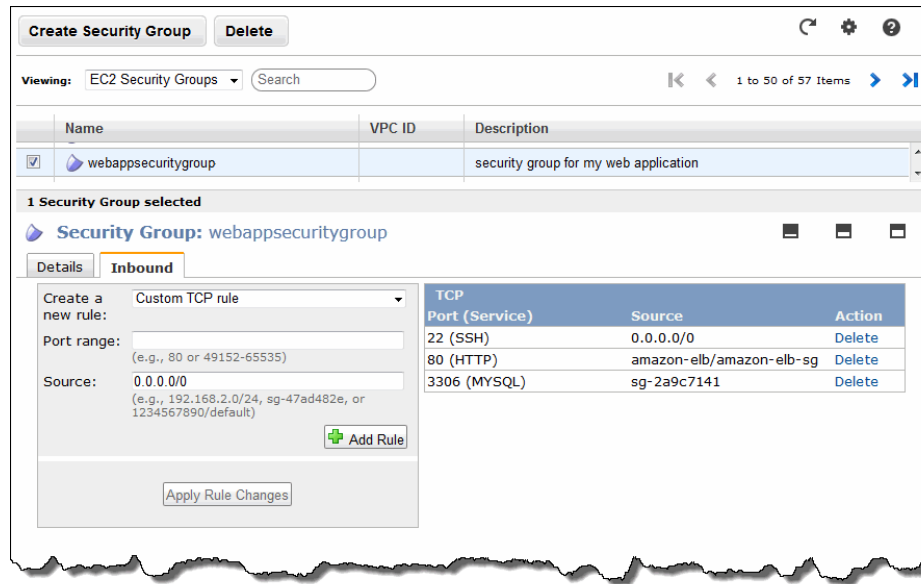 Create Security Group Delete
Viewing: EC2 Security Groups Search 1 to 50 of 57 Items
Name VPC ID Description
webappsecuritygroup security group for my web application
1 Security Group selected
Security Group: webappsecuritygroup
Details Inbound
Create a new rule: Custom TCP rule
Port range:
(e.g., 80 or 49152-65535)
Source: 0.0.0.0/0
(e.g., 192.168.2.0/24, sg-47ad482e, or
1234567890/default)
Add Rule
Apply Rule Changes
TCP
Port (Service) Source Action
22 (SSH) 0.0.0.0/0 Delete
80 (HTTP) amazon-elb/amazon-elb-sg Delete
3306 (MYSQL) sg-2a9c7141 Delete